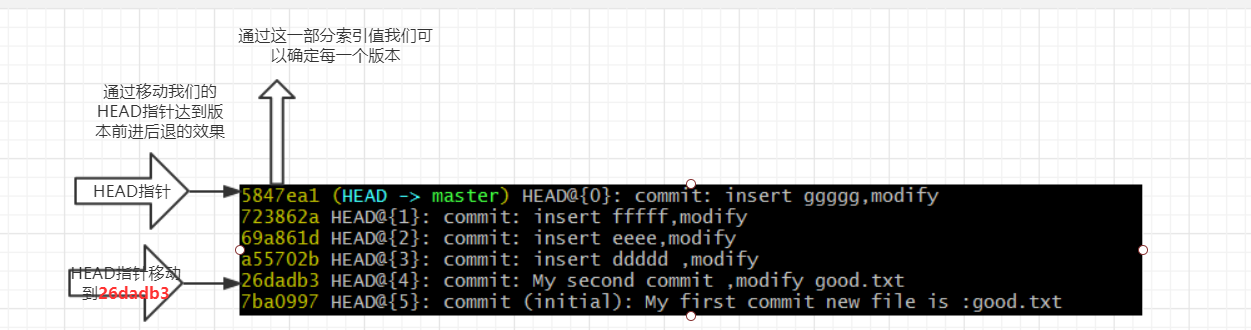 通过这一部分索引值我们可
以确定每一个版本
通过移动我们的
HEAD指针达到版
本前进后退的效果
HEAD指针
5847ea1 (HEAD -> master) HEAD@{0}: commit: insert ggggg,modify
723862a HEAD@{1}: commit: insert fffff,modify
69a861d HEAD@{2}: commit: insert eeee,modify
a55702b HEAD@{3}: commit: insert ddddd ,modify
HEAD指针移动
到26dadb3
26dadb3 HEAD@{4}: commit: My second commit ,modify good.txt
7ba0997 HEAD@{5}: commit (initial): My first commit new file is :good.txt